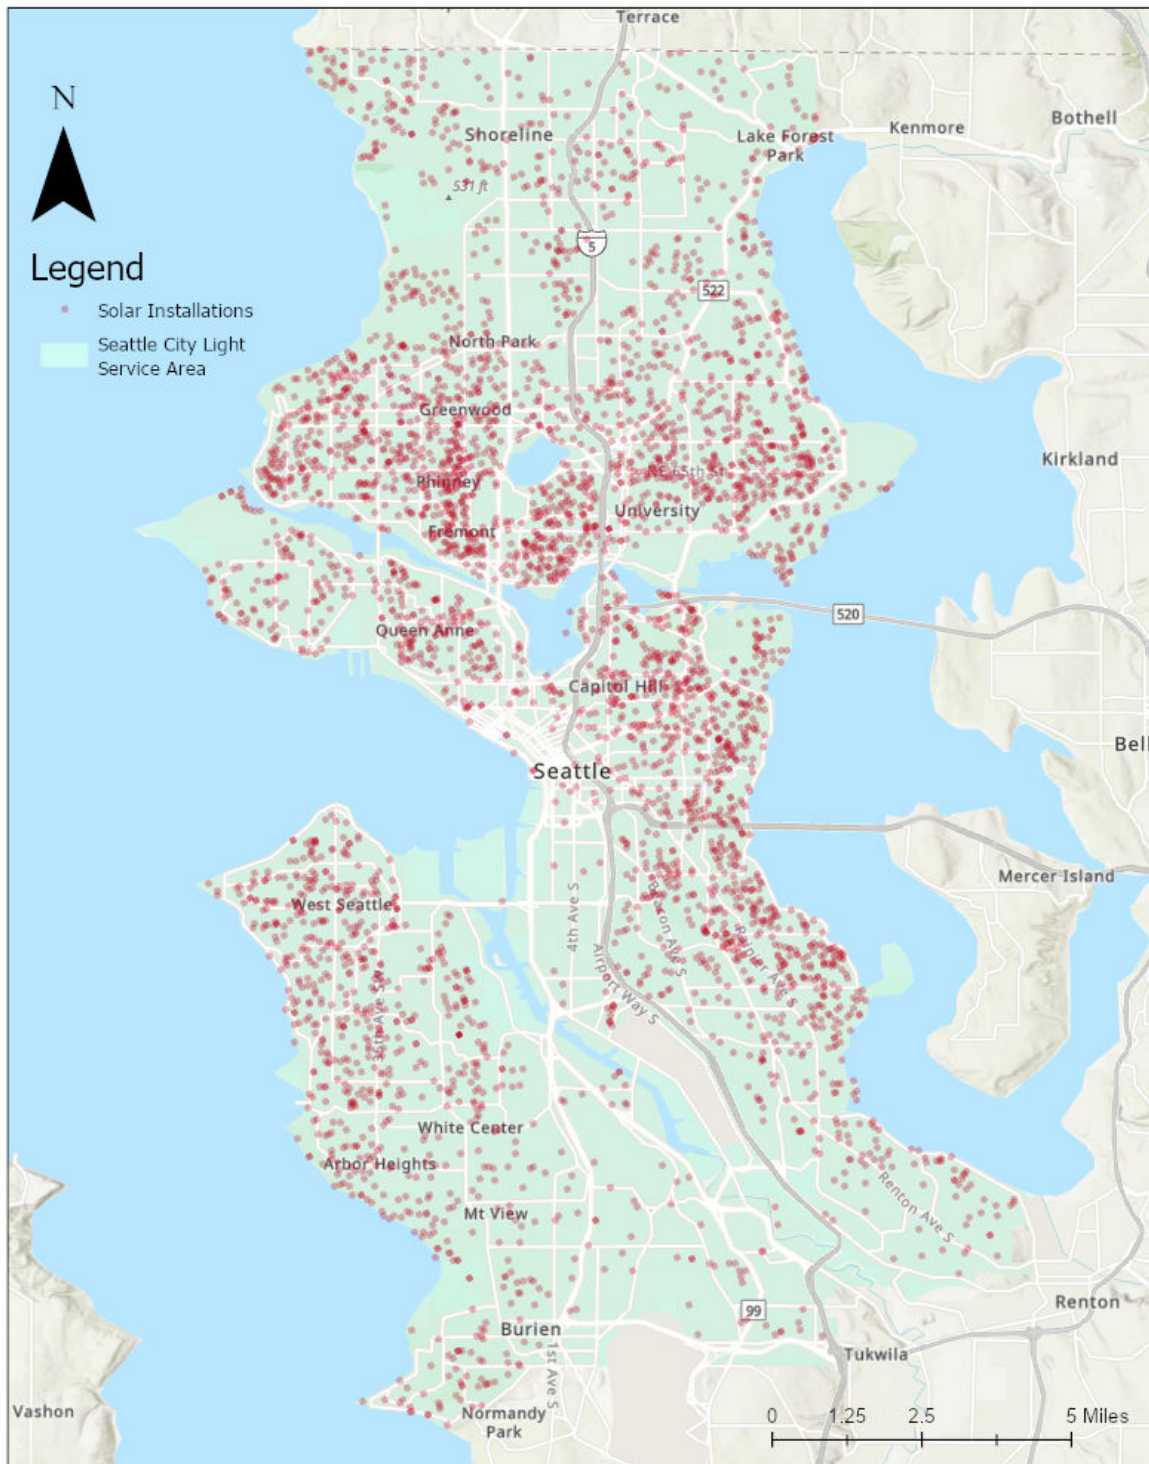 Terrace
N
Bothell
Kenmore
Shoreline
Lake Forest
Park
531 ft
5
Legend
522
Solar Installations
Seattle City Light
Service Area
North Park
Greenwood
Kirkland
NE 65th St
Phinney
University
Fremont
520
Queen Anne
Capitol Hill
Bell
Seattle
Mercer Island
West Seattle
4th Ave S
Beacon Ave S
Rainier Ave S
Airport Way S
35th Ave SW
White Center
Arbor Heights
Renton Ave S
Mt View
99
Renton
Burien
1st Ave S
Tukwila
Vashon
Normandy
Park
0 1.25 2.5 5 Miles